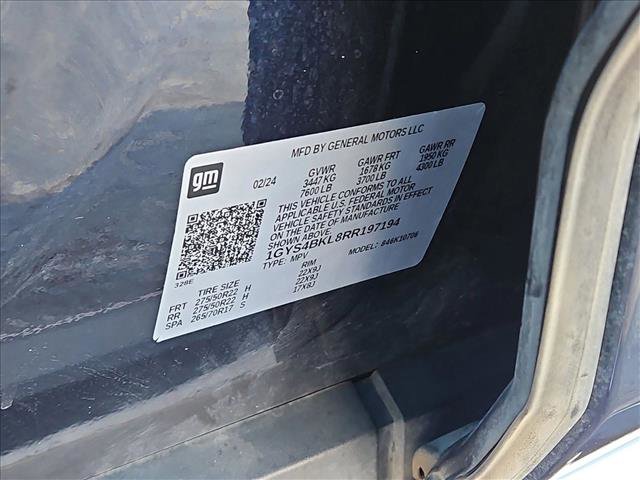 MFD BY GENERAL MOTORS LLC
gm
02/24 GVWR GAWR FRT GAWR RR
3447 KG 1678 KG 1950 KG
7600 LB 3700 LB 4300 LB
THIS VEHICLE CONFORMS TO ALL
APPLICABLE U.S. FEDERAL MOTOR
VEHICLE SAFETY STANDARDS IN EFFECT
ON THE DATE OF MANUFACTURE
SHOWN ABOVE.
1GYS4BKL8RR197194
TYPE: MPV MODEL: 846K10706
328E
TIRE SIZE RIM
FRT 275/50R22 H 22X9J
RR 275/50R22 H 22X9J
SPA 265/70R17 S 17X8J